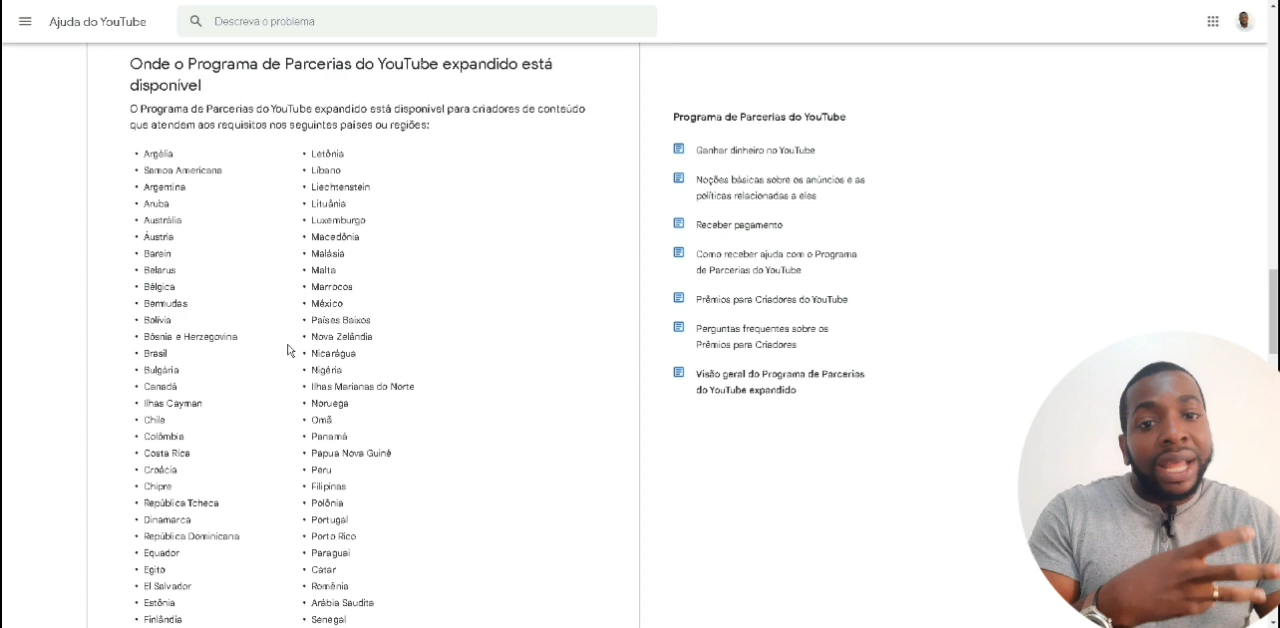 Ajuda do YouTube
Descreva o problema
Onde o Programa de Parcerias do YouTube expandido está
disponível
O Programa de Parcerias do YouTube expandido está disponível para criadores de conteúdo
que atendem aos requisitos nos seguintes países ou regiões:
Argélia
Samoa Americana
Argentina
Aruba
Austrália
Áustria
Barein
Belarus
Bélgica
Bermudas
Bolívia
Bósnia e Herzegovina
Brasil
Bulgária
Canadá
Ilhas Cayman
Chile
Colômbia
Costa Rica
Croácia
Chipre
República Tcheca
Dinamarca
República Dominicana
Equador
Egito
El Salvador
Estônia
Finlândia
Letônia
Líbano
Liechtenstein
Lituânia
Luxemburgo
Macedônia
Malásia
Malta
Marrocos
México
Países Baixos
Nova Zelândia
Nicarágua
Nigéria
Ilhas Marianas do Norte
Noruega
Omã
Panamá
Papua Nova Guiné
Peru
Filipinas
Polônia
Portugal
Porto Rico
Paraguai
Catar
Romênia
Arábia Saudita
Senegal
Programa de Parcerias do YouTube
Ganhar dinheiro no YouTube
Noções básicas sobre os anúncios e as
políticas relacionadas a eles
Receber pagamento
Como receber ajuda com o Programa
de Parcerias do YouTube
Prêmios para Criadores do YouTube
Perguntas frequentes sobre os
Prêmios para Criadores
Visão geral do Programa de Parcerias
do YouTube expandido